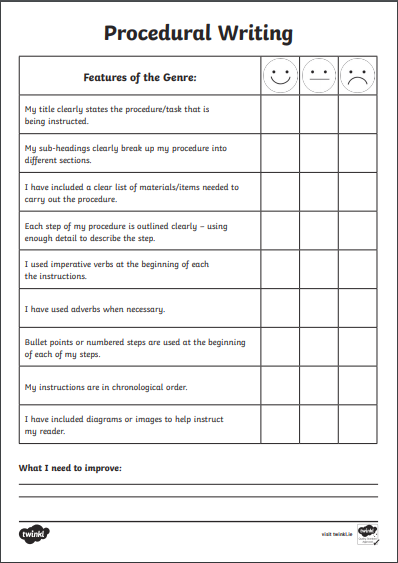 Procedural Writing
Features of the Genre:
My title clearly states the procedure/task that is
being instructed.
My sub-headings clearly break up my procedure into
different sections.
I have included a clear list of materials/items needed to
carry out the procedure.
Each step of my procedure is outlined clearly – using
enough detail to describe the step.
I used imperative verbs at the beginning of each
the instructions.
I have used adverbs when necessary.
Bullet points or numbered steps are used at the beginning
of each of my steps.
My instructions are in chronological order.
I have included diagrams or images to help instruct
my reader.
What I need to improve:
twinkl
visit twinkl.ie